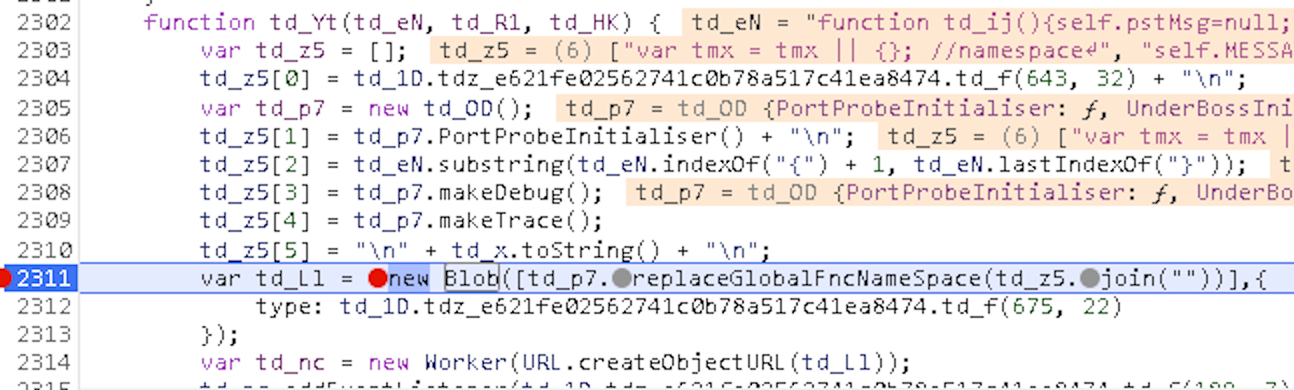 2302 function td_Yt(td_eN, td_R1, td_HK) { td_eN = "function td_ij(){self.pstMsg=null;
2303 var td_z5 = []; td_z5 = (6) ["var tmx = tmx || {}; //namespace↵", "self.MESSA
2304 td_z5[0] = td_1D.tdz_e621fe02562741c0b78a517c41ea8474.td_f(643, 32) + "\n";
2305 var td_p7 = new td_OD(); td_p7 = td_OD {PortProbeInitialiser: ƒ, UnderBossIni
2306 td_z5[1] = td_p7.PortProbeInitialiser() + "\n"; td_z5 = (6) ["var tmx = tmx |
2307 td_z5[2] = td_eN.substring(td_eN.indexOf("{") + 1, td_eN.lastIndexOf("}")); t
2308 td_z5[3] = td_p7.makeDebug(); td_p7 = td_OD {PortProbeInitialiser: ƒ, UnderBo
2309 td_z5[4] = td_p7.makeTrace();
2310 td_z5[5] = "\n" + td_x.toString() + "\n";
2311 var td_Ll = new Blob([td_p7.replaceGlobalFncNameSpace(td_z5.join(""))],{
2312 type: td_1D.tdz_e621fe02562741c0b78a517c41ea8474.td_f(675, 22)
2313 });
2314 var td_nc = new Worker(URL.createObjectURL(td_Ll));